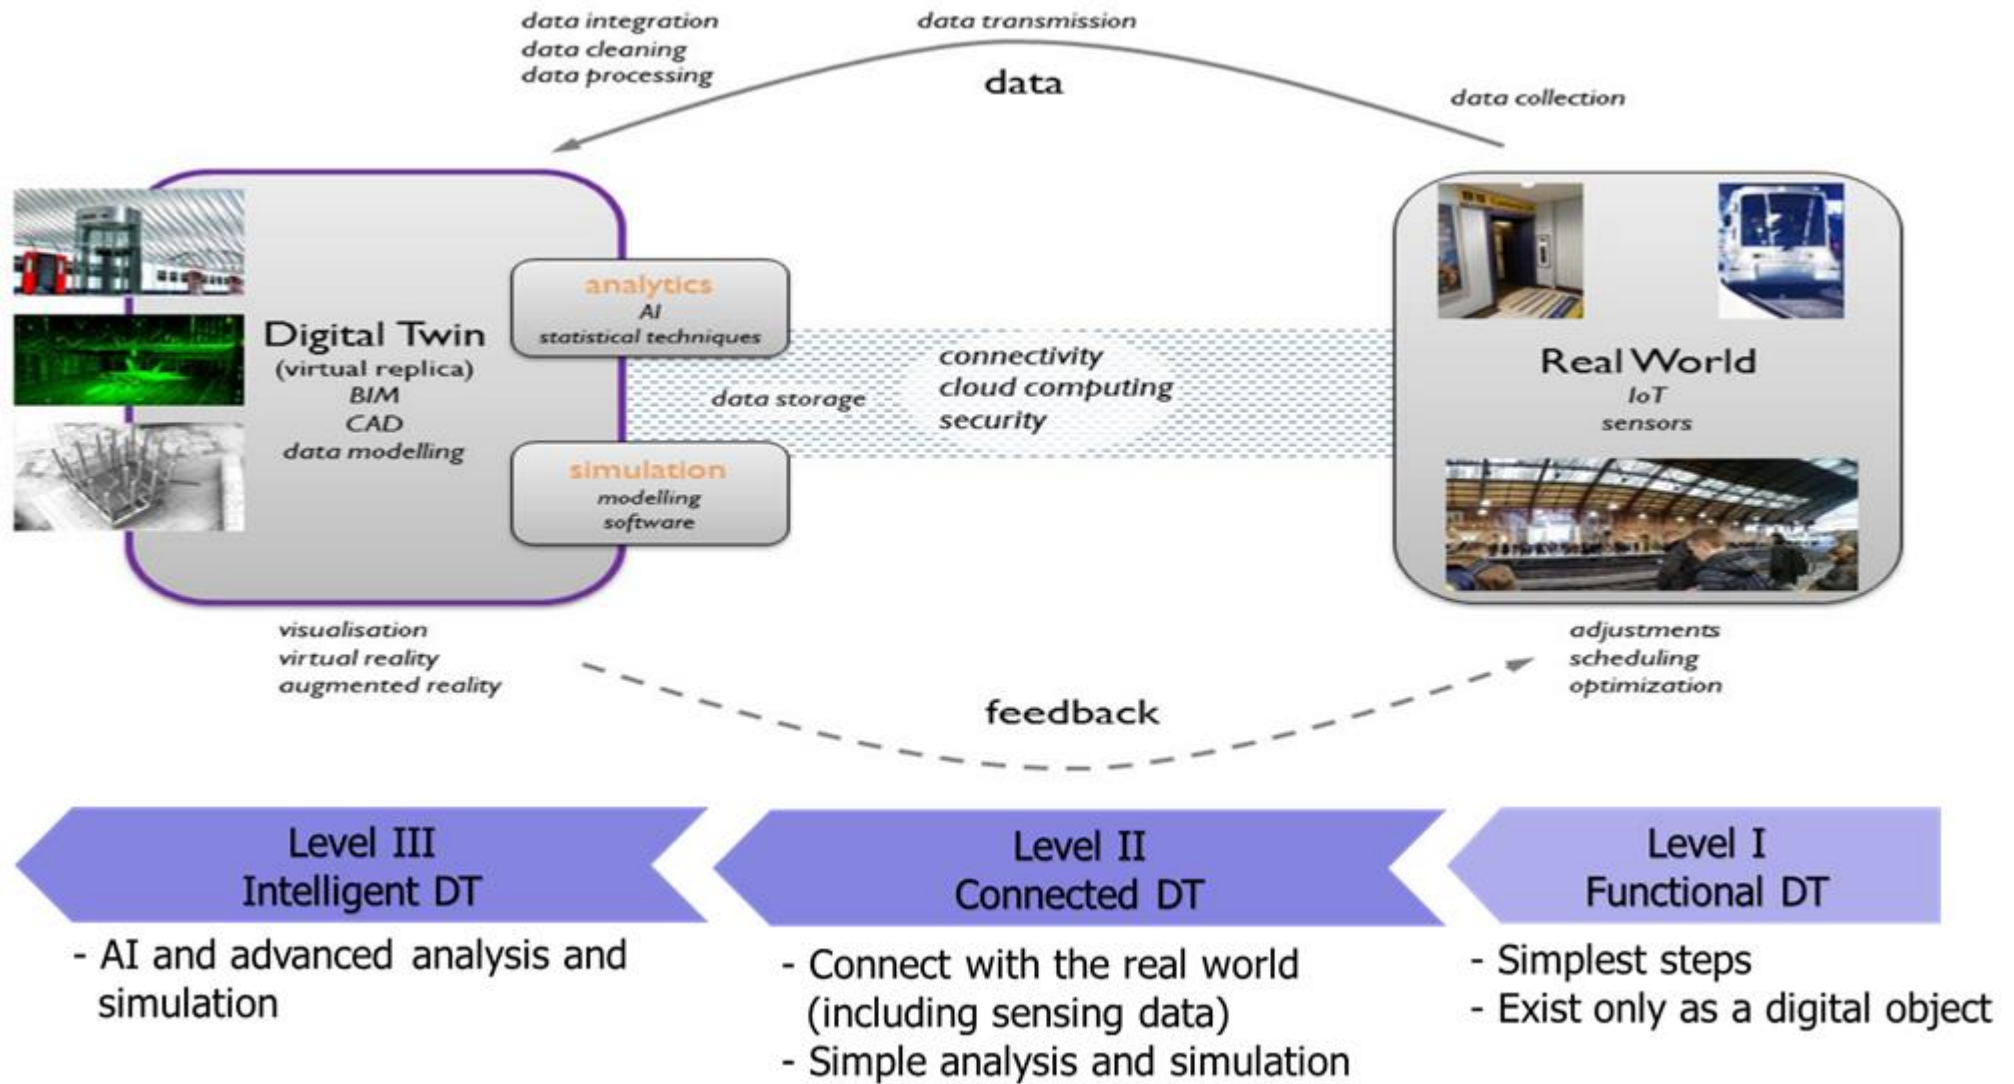 data integration
data cleaning
data processing
data transmission
data
data collection
Digital Twin
(virtual replica)
BIM
CAD
data modelling
analytics
AI
statistical techniques
data storage
connectivity
cloud computing
security
simulation
modelling
software
Real World
IoT
sensors
visualisation
virtual reality
augmented reality
feedback
adjustments
scheduling
optimization
Level III
Intelligent DT
- AI and advanced analysis and
simulation
Level II
Connected DT
- Connect with the real world
(including sensing data)
- Simple analysis and simulation
Level I
Functional DT
- Simplest steps
- Exist only as a digital object